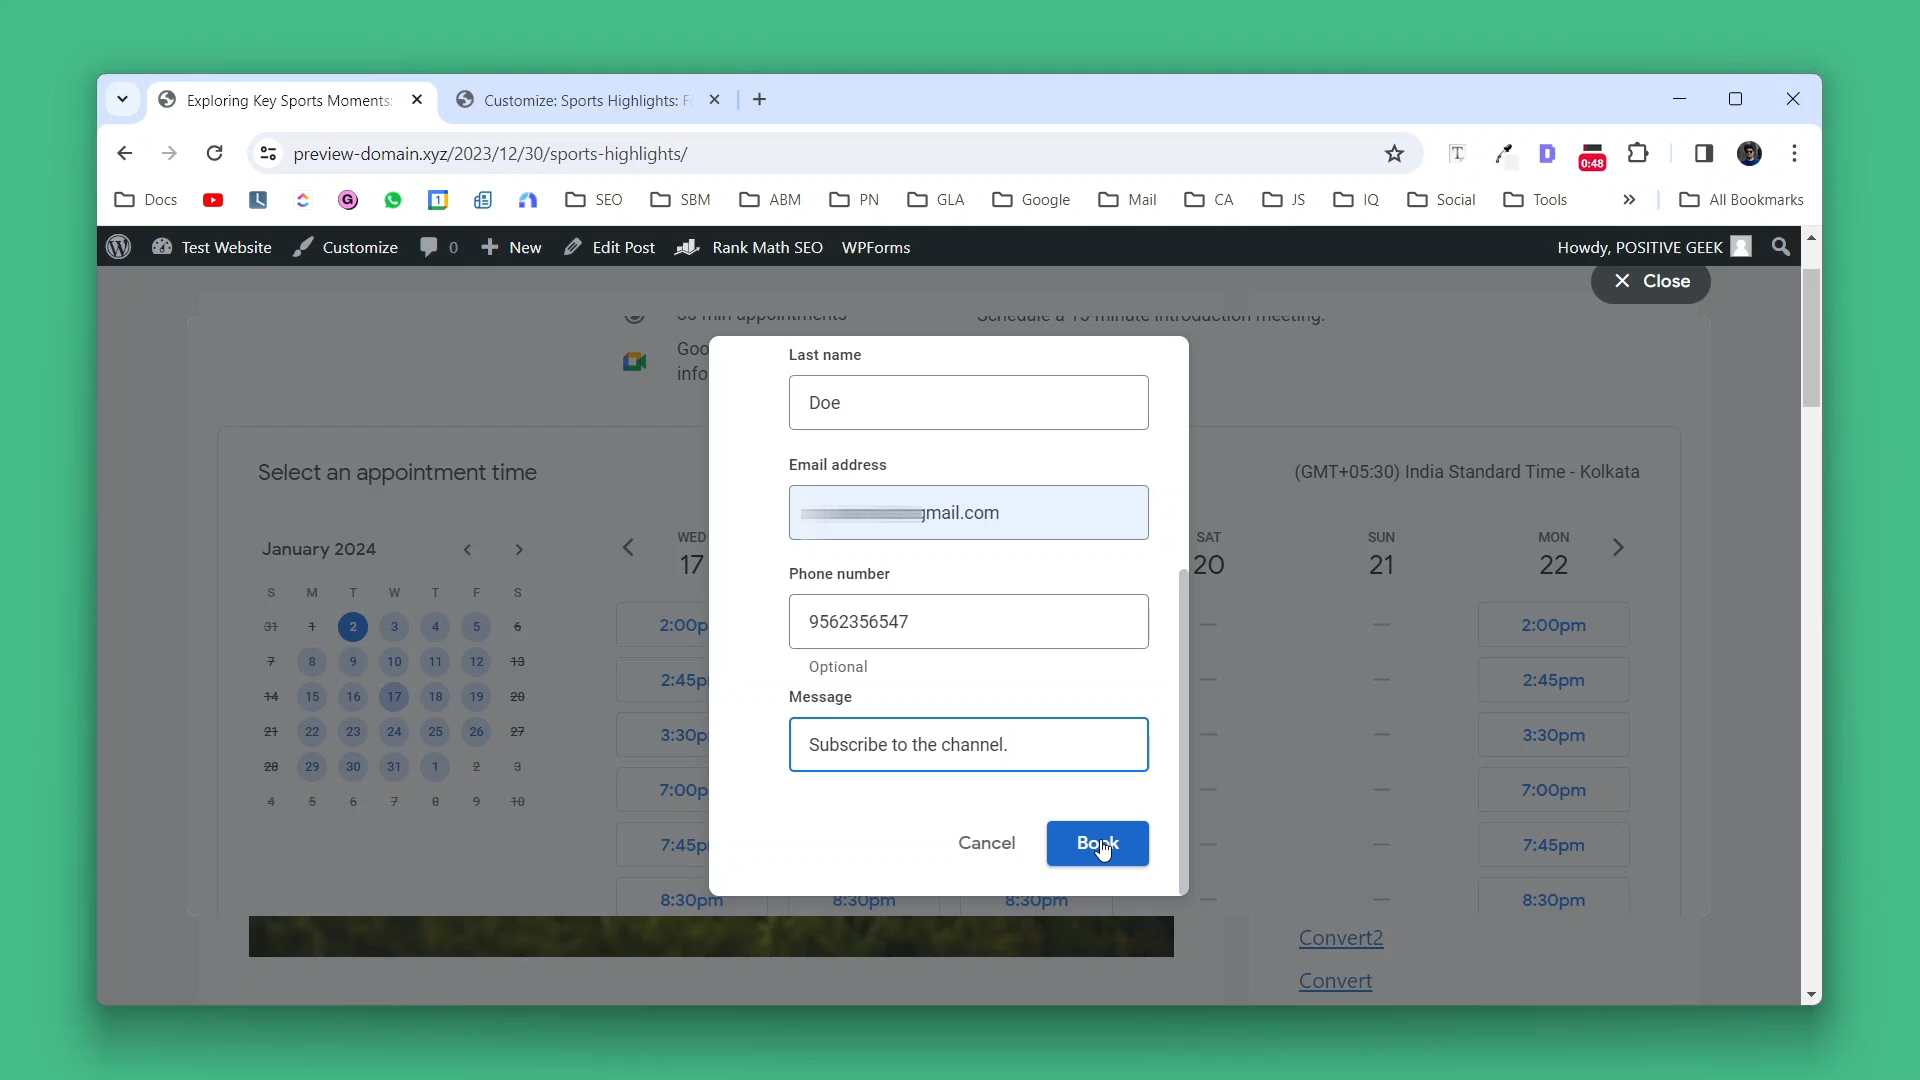 Exploring Key Sports Moments:
Customize: Sports Highlights: F
preview-domain.xyz/2023/12/30/sports-highlights/
T
D
0:48
Docs
G
1
SEO
SBM
ABM
PN
GLA
Google
Mail
CA
JS
IQ
Social
Tools
»
All Bookmarks
Test Website
Customize
0
New
Edit Post
Rank Math SEO
WPForms
Howdy, POSITIVE GEEK
Close
min appointments
Schedule a 15-minute introduction meeting.
Goo
info
Last name
Doe
Email address
gmail.com
Phone number
9562356547
Optional
Message
Subscribe to the channel.
Cancel
Book
Select an appointment time
(GMT+05:30) India Standard Time - Kolkata
January 2024
S M T W T F S
31 1 2 3 4 5 6
7 8 9 10 11 12 13
14 15 16 17 18 19 20
21 22 23 24 25 26 27
28 29 30 31 1 2 3
4 5 6 7 8 9 10
WED SAT SUN MON
17 20 21 22
2:00p — — 2:00pm
2:45p — — 2:45pm
3:30p — — 3:30pm
7:00p — — 7:00pm
7:45p — — 7:45pm
8:30pm 8:30pm 8:30pm — — 8:30pm
Convert2
Convert